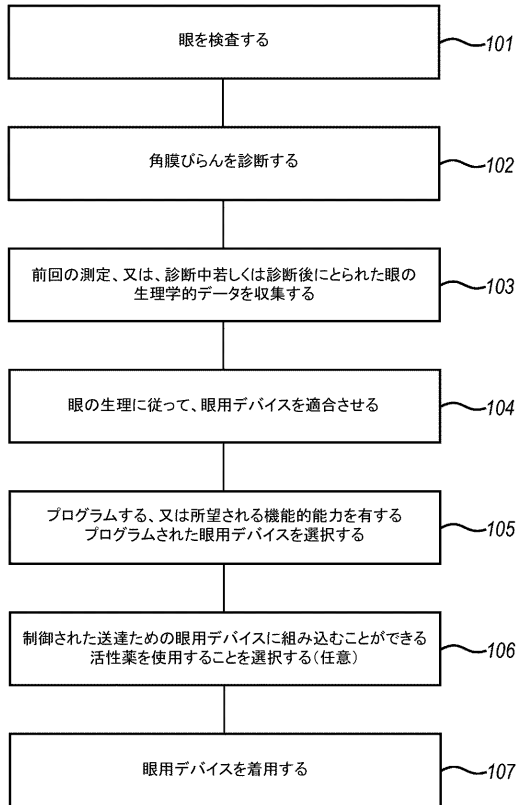 眼を検査する
101
角膜びらんを診断する
102
前回の測定、又は、診断中若しくは診断後にとられた眼の
生理学的データを収集する
103
眼の生理に従って、眼用デバイスを適合させる
104
プログラムする、又は所望される機能的能力を有する
プログラムされた眼用デバイスを選択する
105
制御された送達ための眼用デバイスに組み込むことができる
活性薬を使用することを選択する(任意)
106
眼用デバイスを着用する
107